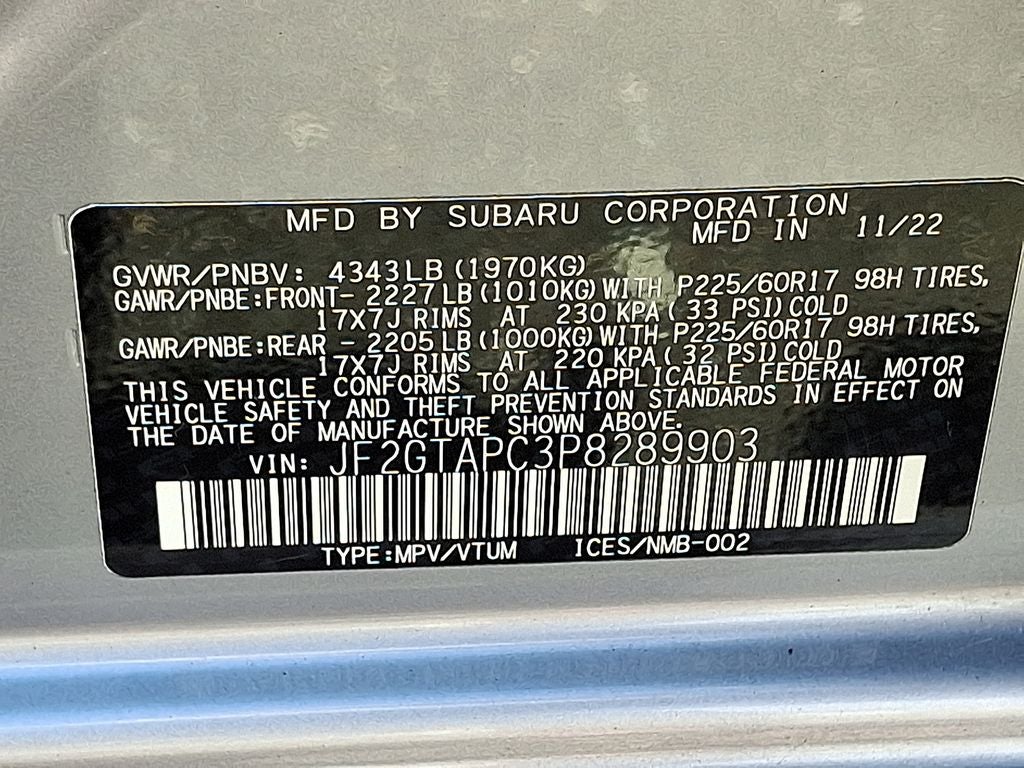 MFD BY SUBARU CORPORATION
MFD IN 11/22
GVWR/PNBV: 4343LB (1970KG)
GAWR/PNBE:FRONT- 2227LB(1010KG)WITH P225/60R17 98H TIRES,
17X7J RIMS AT 230 KPA( 33 PSI)COLD
GAWR/PNBE:REAR - 2205LB(1000KG)WITH P225/60R17 98H TIRES,
17X7J RIMS AT 220 KPA( 32 PSI)COLD
THIS VEHICLE CONFORMS TO ALL APPLICABLE FEDERAL MOTOR
VEHICLE SAFETY AND THEFT PREVENTION STANDARDS IN EFFECT ON
THE DATE OF MANUFACTURE SHOWN ABOVE.
VIN: JF2GTAPC3P8289903
TYPE:MPV/VTUM ICES/NMB-002